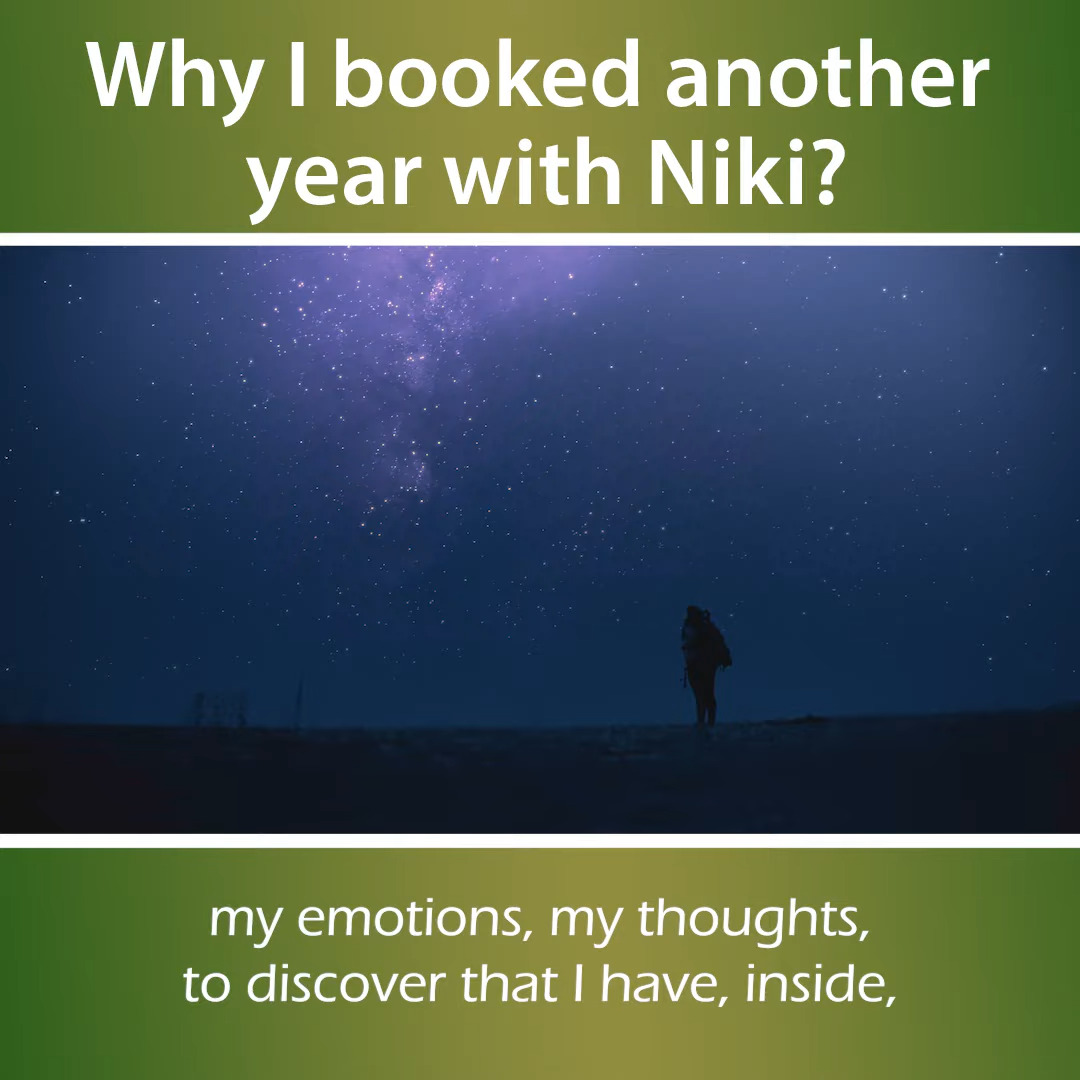 Why I booked another
year with Niki?
my emotions, my thoughts,
to discover that I have, inside,